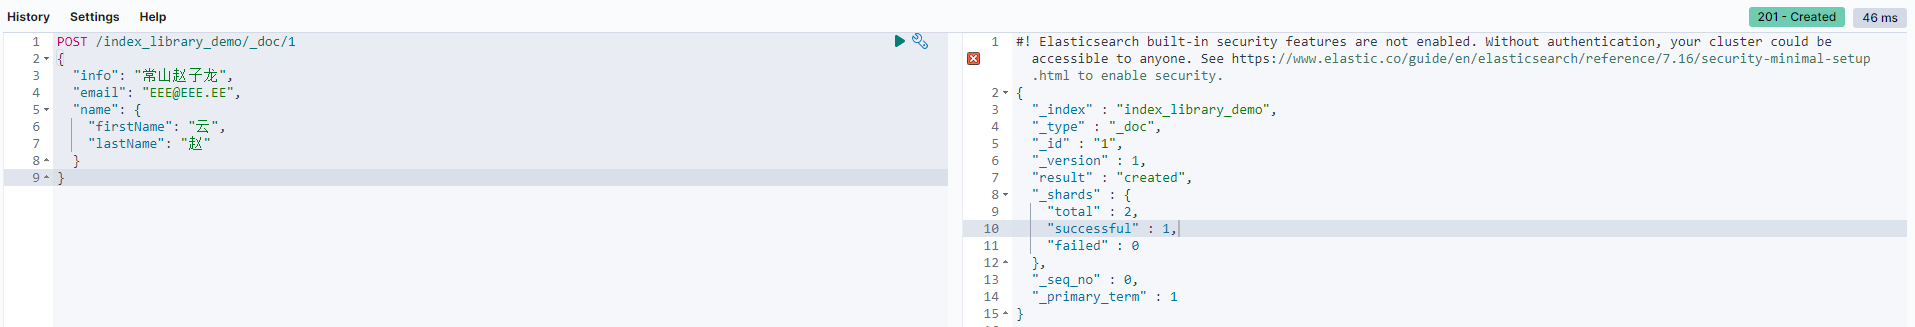 History Settings Help 201 - Created 46 ms
1 POST /index_library_demo/_doc/1
2 {
3 "info": "常山赵子龙",
4 "email": "EEE@EEE.EE",
5 "name": {
6 "firstName": "云",
7 "lastName": "赵"
8 }
9 }
1 #! Elasticsearch built-in security features are not enabled. Without authentication, your cluster could be
accessible to anyone. See https://www.elastic.co/guide/en/elasticsearch/reference/7.16/security-minimal-setup
.html to enable security.
2 {
3 "_index" : "index_library_demo",
4 "_type" : "_doc",
5 "_id" : "1",
6 "_version" : 1,
7 "result" : "created",
8 "_shards" : {
9 "total" : 2,
10 "successful" : 1,
11 "failed" : 0
12 },
13 "_seq_no" : 0,
14 "_primary_term" : 1
15 }